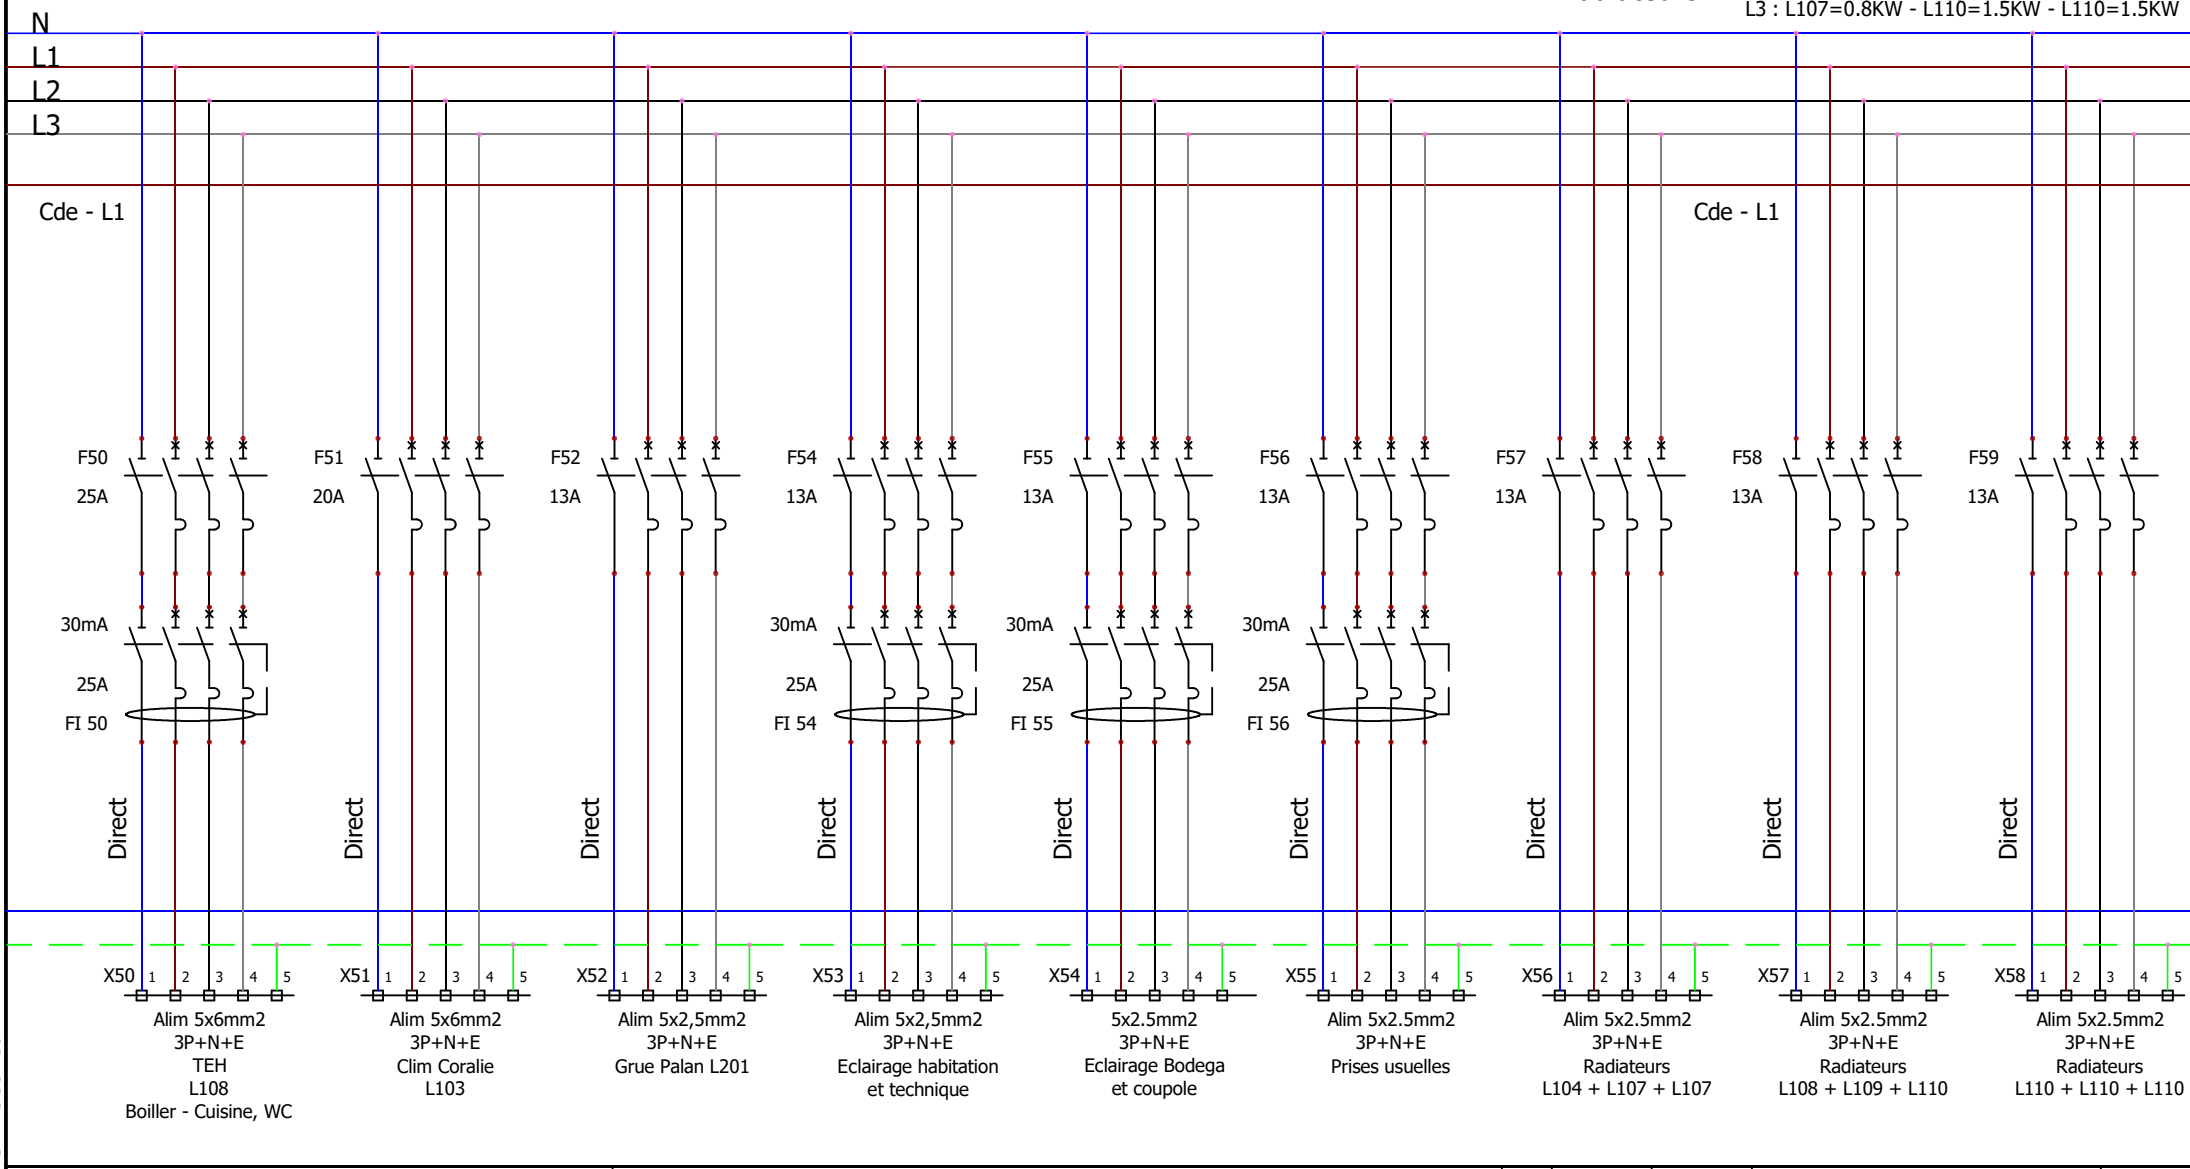 L3 : L107=0.8KW - L110=1.5KW - L110=1.5KW
N
L1
L2
L3
Cde - L1
Cde - L1
F50
25A
F51
20A
F52
13A
F54
13A
F55
13A
F56
13A
F57
13A
F58
13A
F59
13A
30mA
25A
FI 50
30mA
25A
FI 54
30mA
25A
FI 55
30mA
25A
FI 56
Direct
Direct
Direct
Direct
Direct
Direct
Direct
Direct
Direct
X50 1 2 3 4 5
X51 1 2 3 4 5
X52 1 2 3 4 5
X53 1 2 3 4 5
X54 1 2 3 4 5
X55 1 2 3 4 5
X56 1 2 3 4 5
X57 1 2 3 4 5
X58 1 2 3 4 5
Alim 5x6mm2
3P+N+E
TEH
L108
Boiller - Cuisine, WC
Alim 5x6mm2
3P+N+E
Clim Coralie
L103
Alim 5x2,5mm2
3P+N+E
Grue Palan L201
Alim 5x2,5mm2
3P+N+E
Eclairage habitation
et technique
5x2.5mm2
3P+N+E
Eclairage Bodega
et coupole
Alim 5x2.5mm2
3P+N+E
Prises usuelles
Alim 5x2.5mm2
3P+N+E
Radiateurs
L104 + L107 + L107
Alim 5x2.5mm2
3P+N+E
Radiateurs
L108 + L109 + L110
Alim 5x2.5mm2
3P+N+E
Radiateurs
L110 + L110 + L110